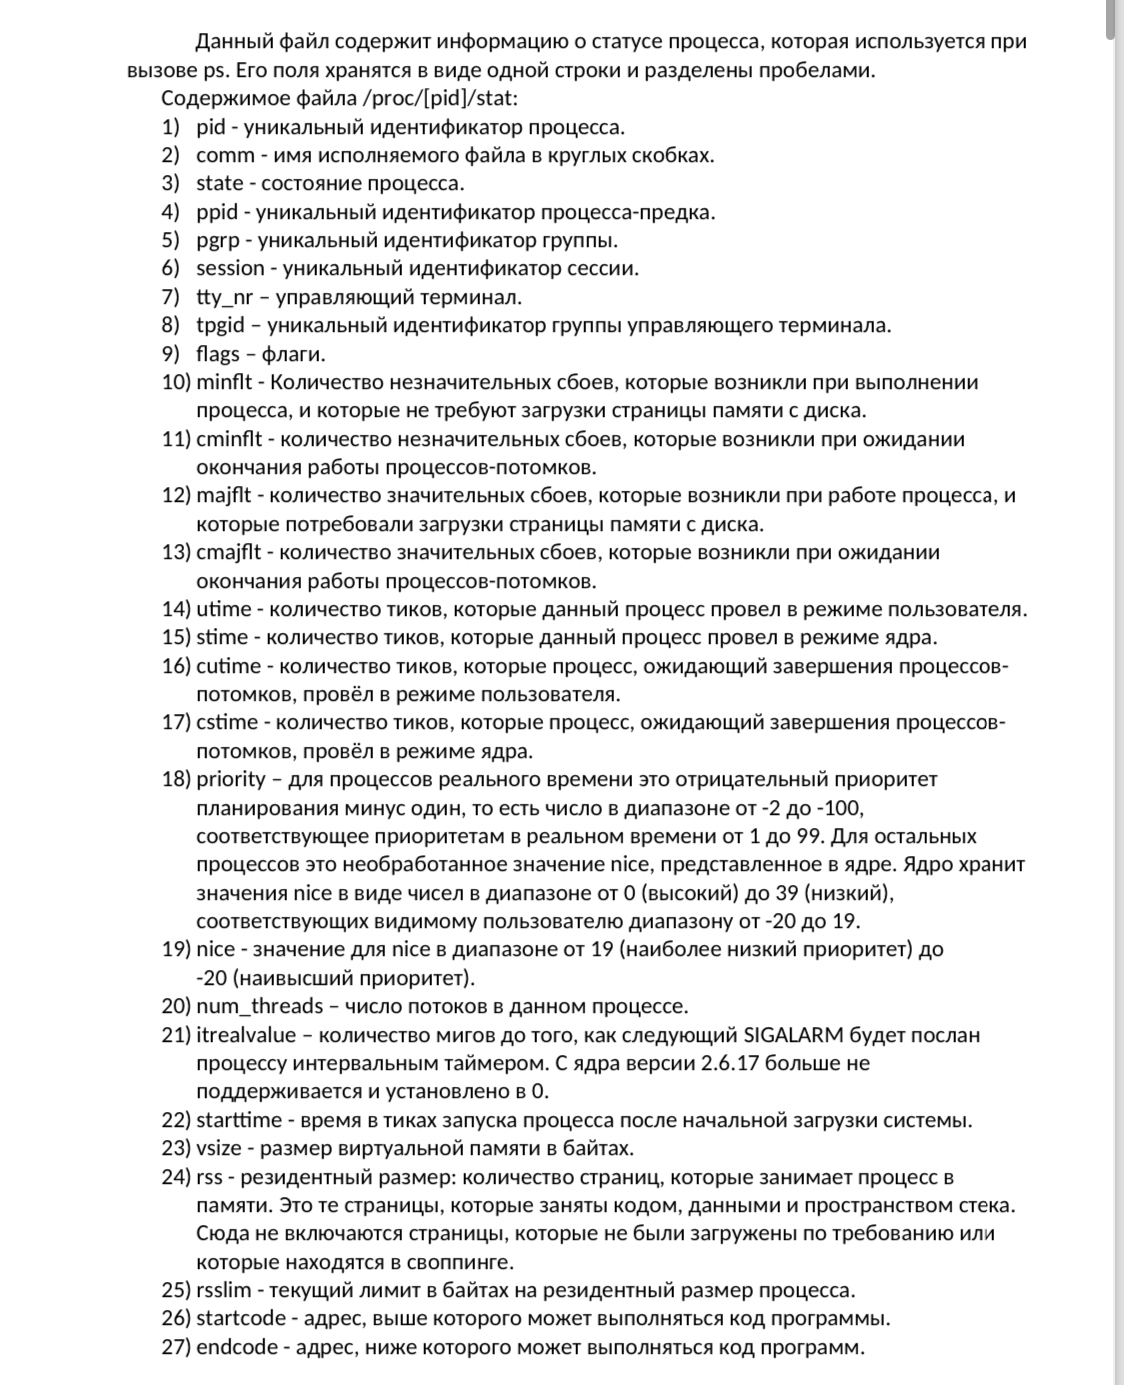 Данный файл содержит информацию о статусе процесса, которая используется при
вызове ps. Его поля хранятся в виде одной строки и разделены пробелами.
Содержимое файла /proc/[pid]/stat:
1) pid - уникальный идентификатор процесса.
2) comm - имя исполняемого файла в круглых скобках.
3) state - состояние процесса.
4) ppid - уникальный идентификатор процесса-предка.
5) pgrp - уникальный идентификатор группы.
6) session - уникальный идентификатор сессии.
7) tty_nr – управляющий терминал.
8) tpgid – уникальный идентификатор группы управляющего терминала.
9) flags – флаги.
10) minflt - Количество незначительных сбоев, которые возникли при выполнении
процесса, и которые не требуют загрузки страницы памяти с диска.
11) cminflt - количество незначительных сбоев, которые возникли при ожидании
окончания работы процессов-потомков.
12) majflt - количество значительных сбоев, которые возникли при работе процесса, и
которые потребовали загрузки страницы памяти с диска.
13) cmajflt - количество значительных сбоев, которые возникли при ожидании
окончания работы процессов-потомков.
14) utime - количество тиков, которые данный процесс провел в режиме пользователя.
15) stime - количество тиков, которые данный процесс провел в режиме ядра.
16) cutime - количество тиков, которые процесс, ожидающий завершения процессов-
потомков, провёл в режиме пользователя.
17) cstime - количество тиков, которые процесс, ожидающий завершения процессов-
потомков, провёл в режиме ядра.
18) priority – для процессов реального времени это отрицательный приоритет
планирования минус один, то есть число в диапазоне от -2 до -100,
соответствующее приоритетам в реальном времени от 1 до 99. Для остальных
процессов это необработанное значение nice, представленное в ядре. Ядро хранит
значения nice в виде чисел в диапазоне от 0 (высокий) до 39 (низкий),
соответствующих видимому пользователю диапазону от -20 до 19.
19) nice - значение для nice в диапазоне от 19 (наиболее низкий приоритет) до
-20 (наивысший приоритет).
20) num_threads – число потоков в данном процессе.
21) itrealvalue – количество мигов до того, как следующий SIGALARM будет послан
процессу интервальным таймером. С ядра версии 2.6.17 больше не
поддерживается и установлено в 0.
22) starttime - время в тиках запуска процесса после начальной загрузки системы.
23) vsize - размер виртуальной памяти в байтах.
24) rss - резидентный размер: количество страниц, которые занимает процесс в
памяти. Это те страницы, которые заняты кодом, данными и пространством стека.
Сюда не включаются страницы, которые не были загружены по требованию или
которые находятся в своппинге.
25) rsslim - текущий лимит в байтах на резидентный размер процесса.
26) startcode - адрес, выше которого может выполняться код программы.
27) endcode - адрес, ниже которого может выполняться код программ.